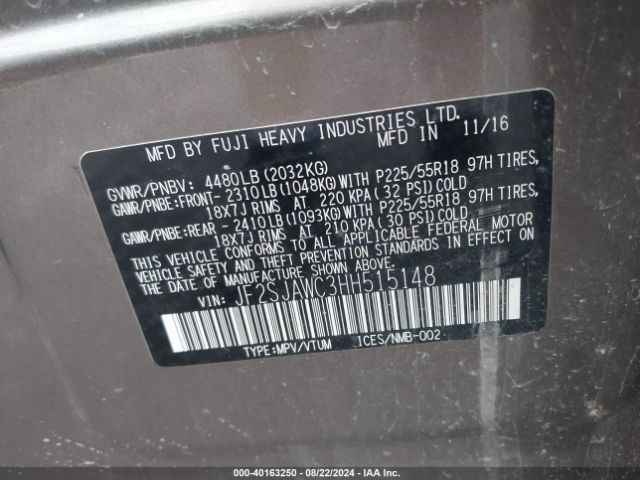 MFD BY FUJI HEAVY INDUSTRIES LTD.
MFD IN 11/16
GVWR/PNBV: 4480LB (2032KG)
GAWR/PNBE:FRONT- 2310LB(1048KG)WITH P225/55R18 97H TIRES,
18X7J RIMS AT 220 KPA( 32 PSI)COLD
GAWR/PNBE:REAR - 2410LB(1093KG)WITH P225/55R18 97H TIRES,
18X7J RIMS AT 210 KPA( 30 PSI)COLD
THIS VEHICLE CONFORMS TO ALL APPLICABLE FEDERAL MOTOR
VEHICLE SAFETY AND THEFT PREVENTION STANDARDS IN EFFECT ON
THE DATE OF MANUFACTURE SHOWN ABOVE.
VIN: JF2SJAWC3HH515148
TYPE:MPV/VTUM ICES/NMB-002
000-40163250 - 08/22/2024 - IAA Inc.